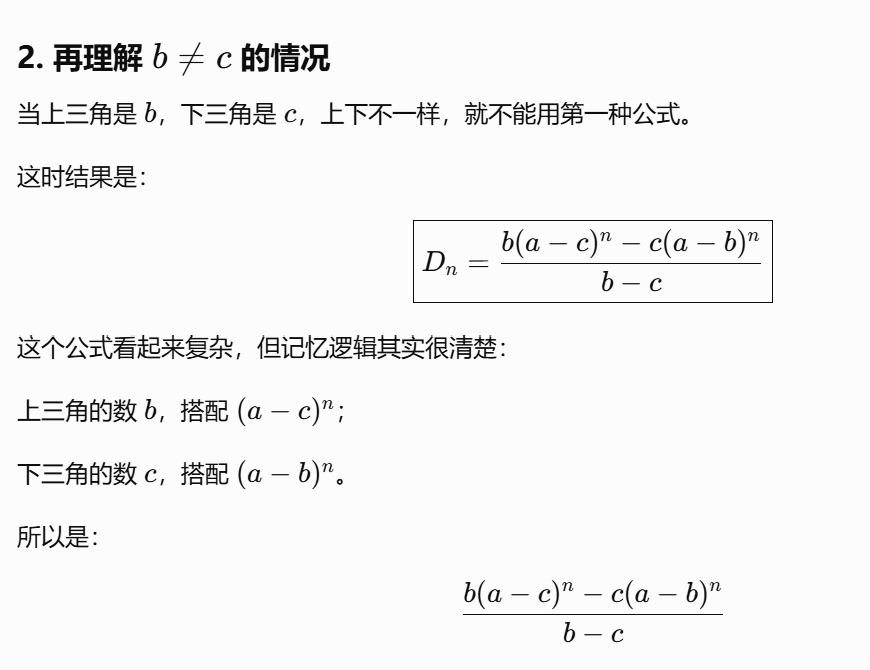 2. 再理解 b ≠ c 的情况
当上三角是 b，下三角是 c，上下不一样，就不能用第一种公式。
这时结果是：
D_n = \frac{b(a − c)^n − c(a − b)^n}{b − c}
这个公式看起来复杂，但记忆逻辑其实很清楚：
上三角的数 b，搭配 (a − c)^n；
下三角的数 c，搭配 (a − b)^n。
所以是：
\frac{b(a − c)^n − c(a − b)^n}{b − c}